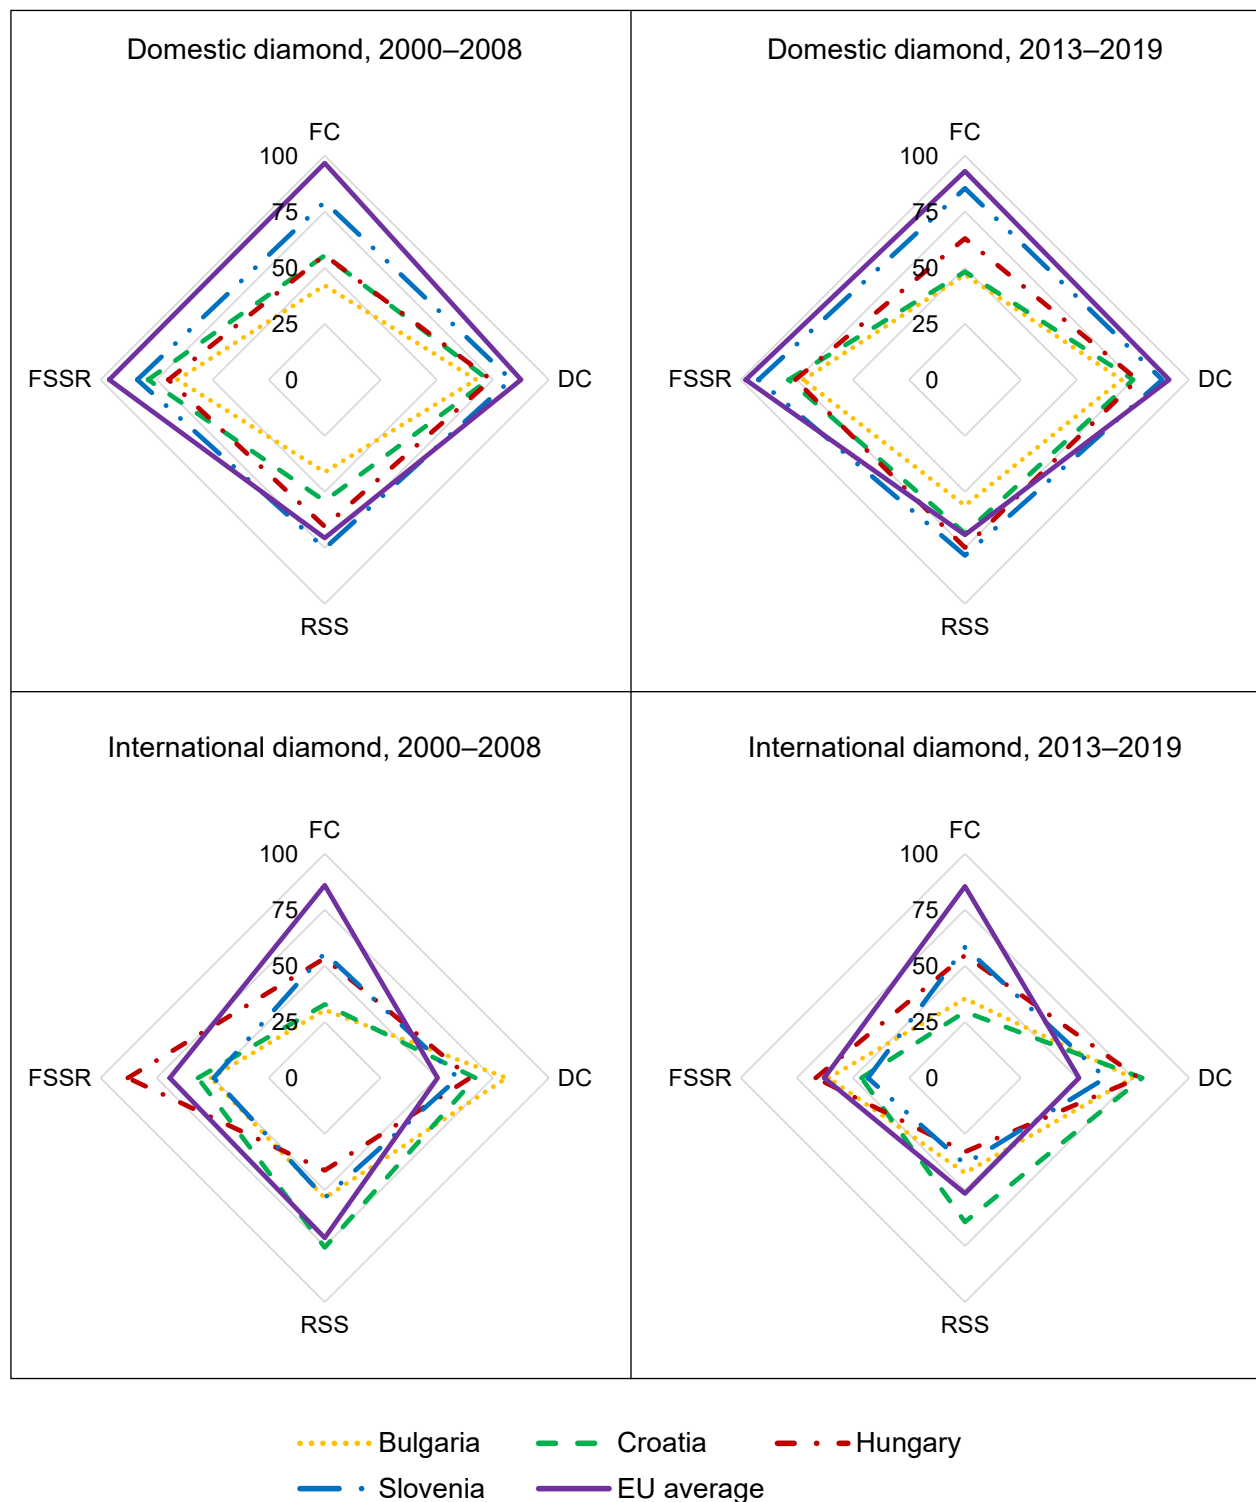 Domestic diamond, 2000–2008
FC
100
75
50
25
FSSR
0
DC
RSS
Domestic diamond, 2013–2019
FC
100
75
50
25
FSSR
0
DC
RSS
International diamond, 2000–2008
FC
100
75
50
25
FSSR
0
DC
RSS
International diamond, 2013–2019
FC
100
75
50
25
FSSR
0
DC
RSS
Bulgaria Croatia Hungary
Slovenia EU average